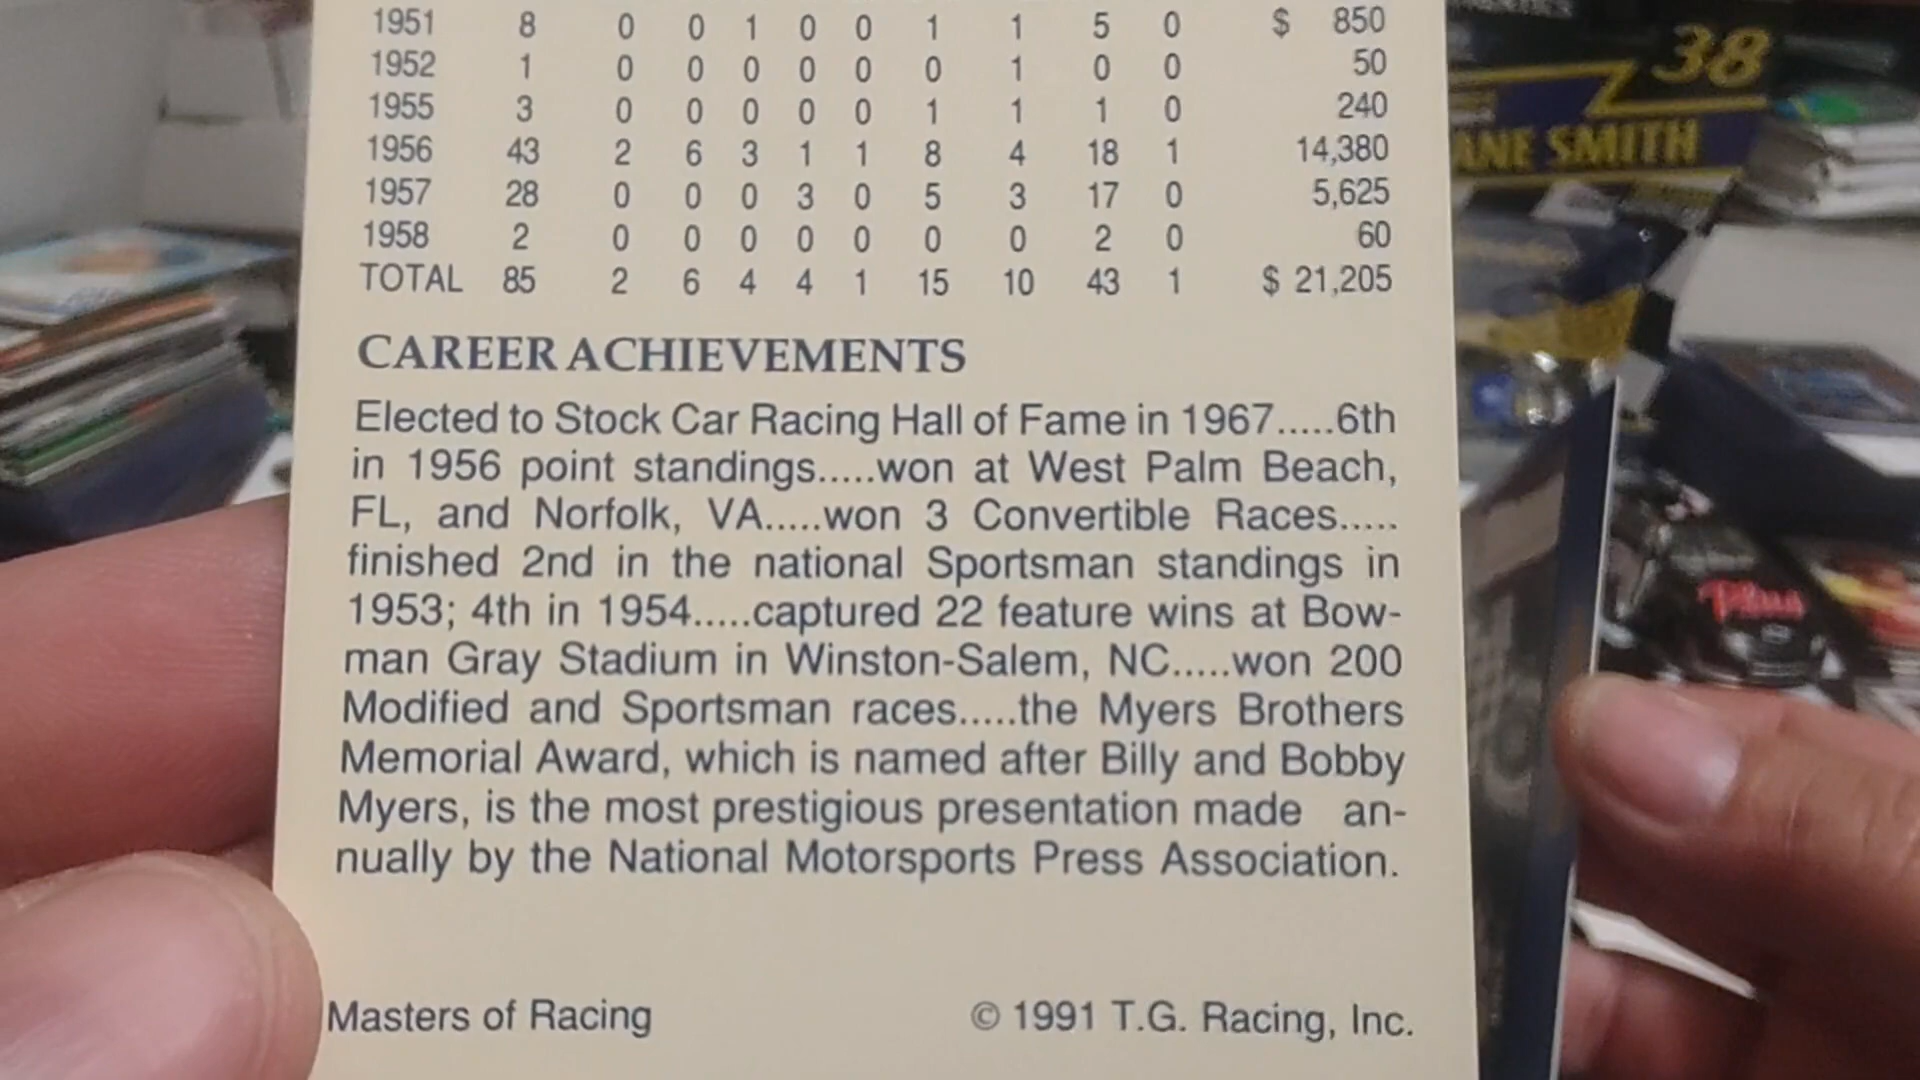 1951 8 0 0 1 0 0 1 1 5 0 $ 850
1952 1 0 0 0 0 0 0 1 0 0 50
1955 3 0 0 0 0 0 1 1 1 0 240
1956 43 2 6 3 1 1 8 4 18 1 14,380
1957 28 0 0 0 3 0 5 3 17 0 5,625
1958 2 0 0 0 0 0 0 0 2 0 60
TOTAL 85 2 6 4 4 1 15 10 43 1 $ 21,205
CAREER ACHIEVEMENTS
Elected to Stock Car Racing Hall of Fame in 1967.....6th
in 1956 point standings.....won at West Palm Beach,
FL, and Norfolk, VA.....won 3 Convertible Races.....
finished 2nd in the national Sportsman standings in
1953; 4th in 1954.....captured 22 feature wins at Bow-
man Gray Stadium in Winston-Salem, NC.....won 200
Modified and Sportsman races.....the Myers Brothers
Memorial Award, which is named after Billy and Bobby
Myers, is the most prestigious presentation made an-
nually by the National Motorsports Press Association.
Masters of Racing © 1991 T.G. Racing, Inc.
38
ANE SMITH